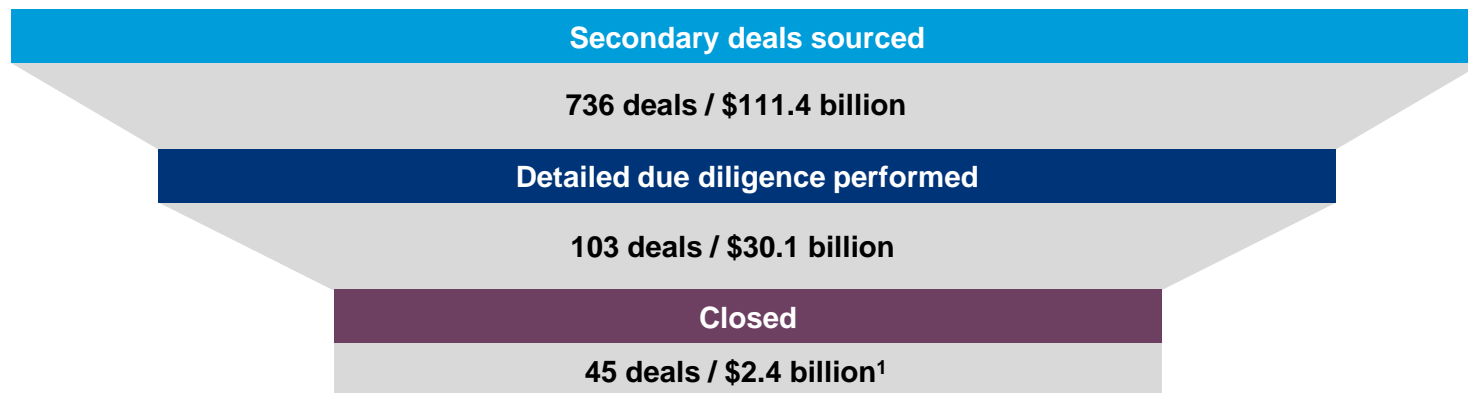 Secondary deals sourced
736 deals / $111.4 billion
Detailed due diligence performed
103 deals / $30.1 billion
Closed
45 deals / $2.4 billion¹